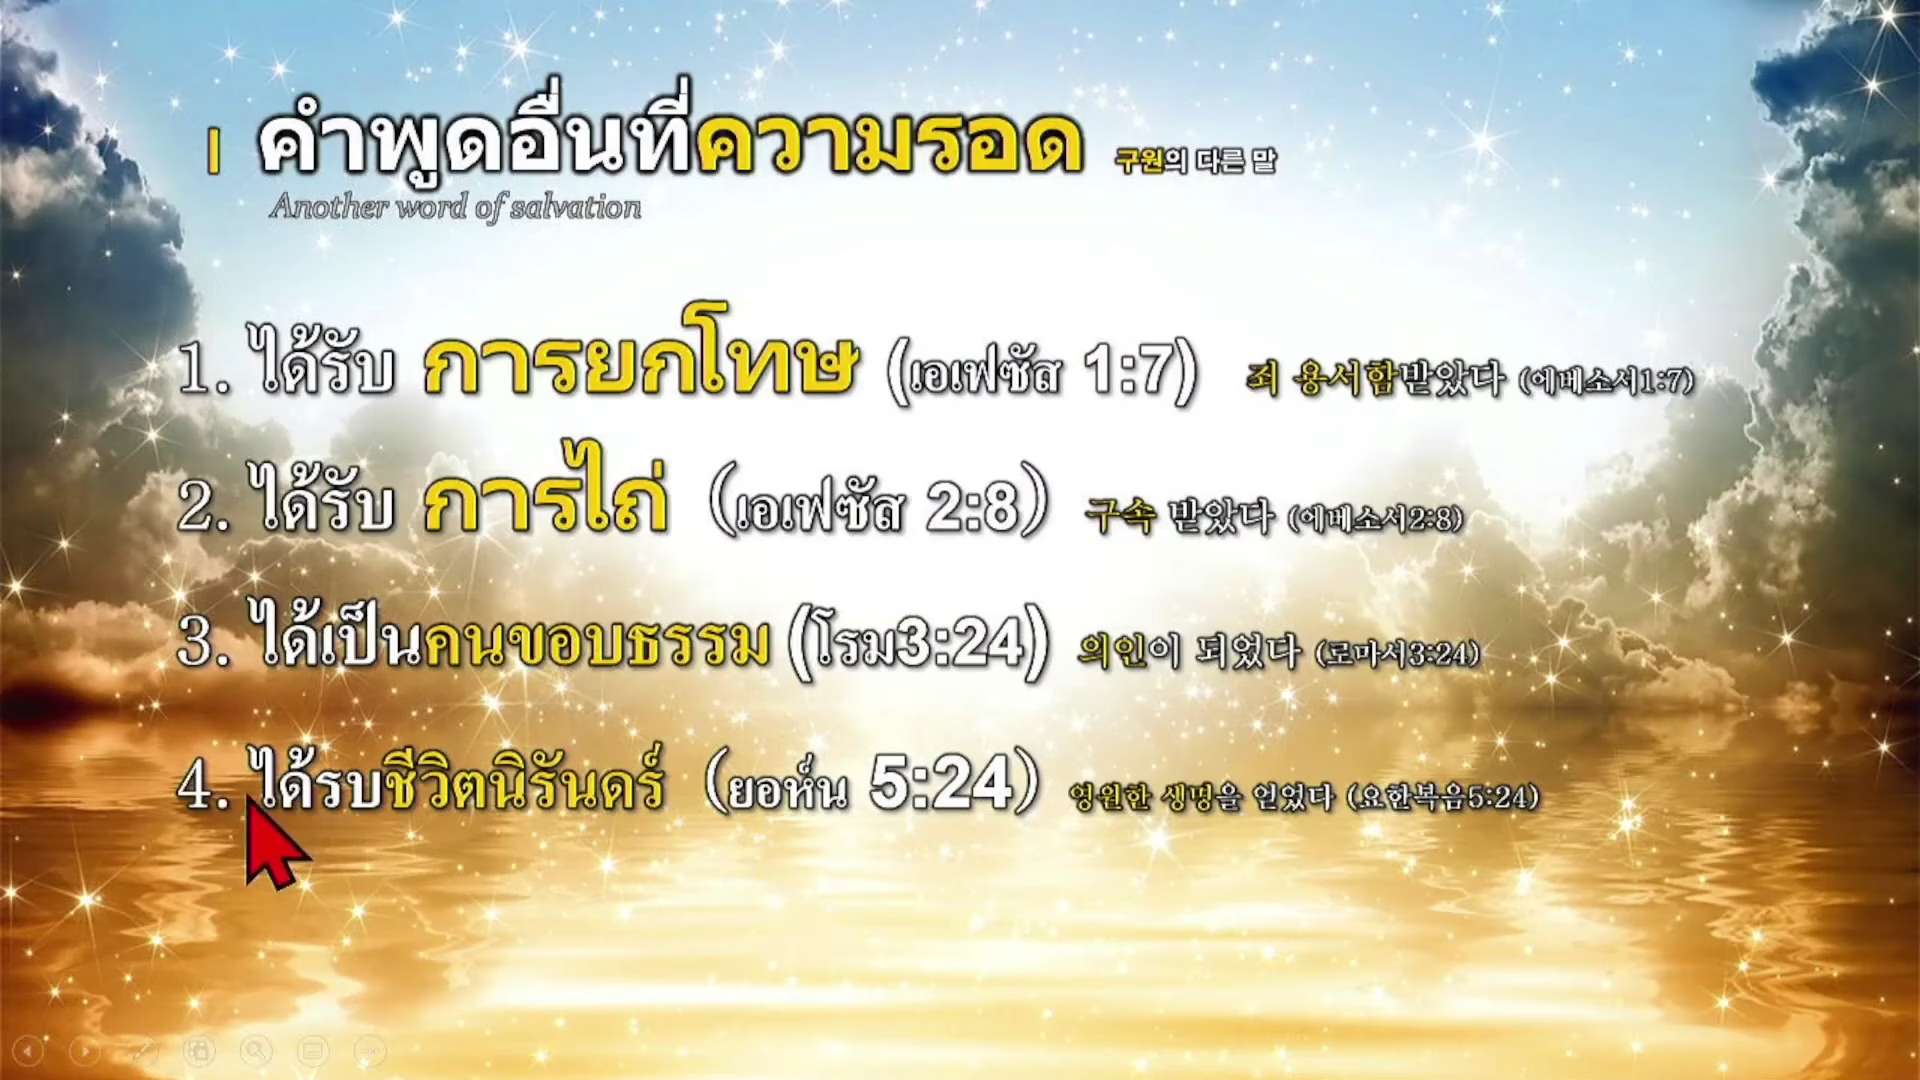 I คำพูดอื่นที่ความรอด 구원의 다른 말
Another word of salvation
1. ได้รับ การยกโทษ (เอเฟซัส 1:7) 죄 용서함받았다 (에베소서1:7)
2. ได้รับ การไถ่ (เอเฟซัส 2:8) 구속 받았다 (에베소서2:8)
3. ได้เป็นคนขอบธรรม (โรม3:24) 의인이 되었다 (로마서3:24)
4. ได้รบชีวิตนิรันดร์ (ยอห์น 5:24) 영원한 생명을 얻었다 (요한복음5:24)